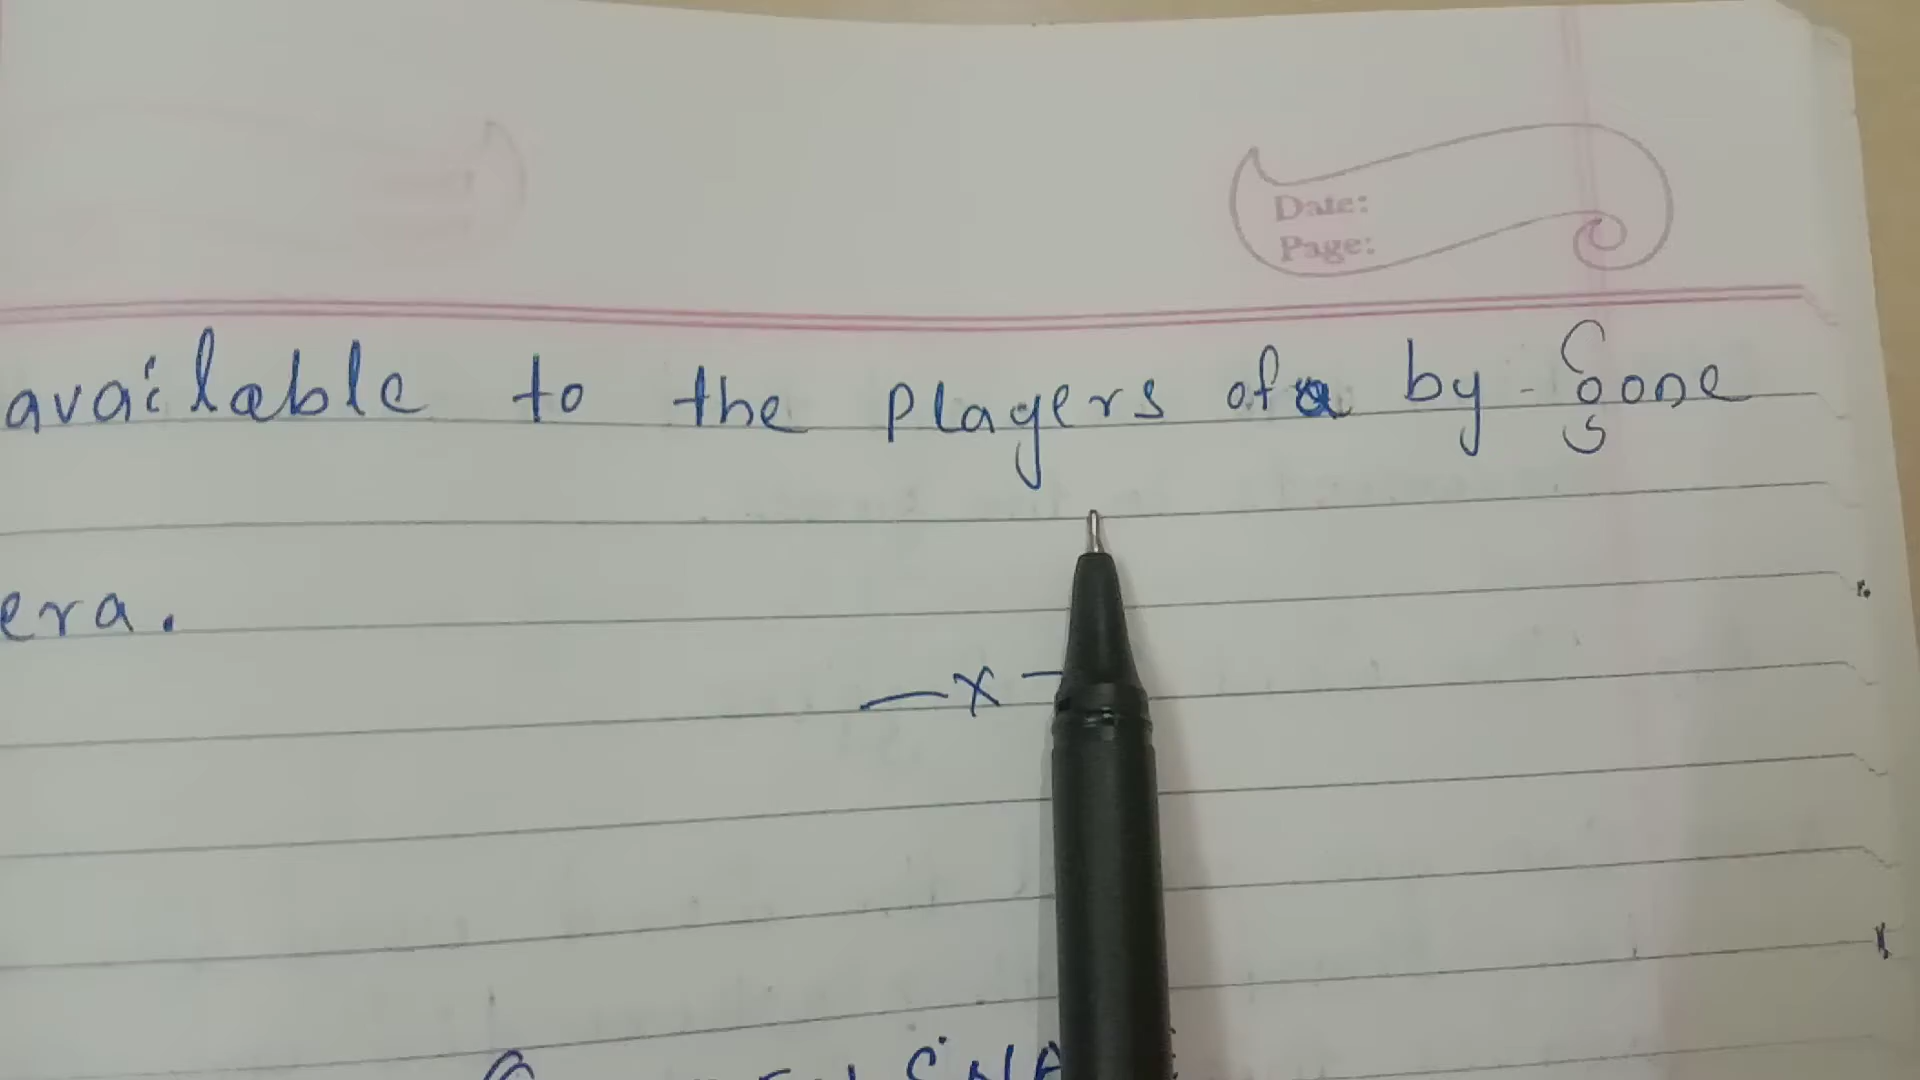 Date:
Page:
available to the players of a by-gone
era.
—x—